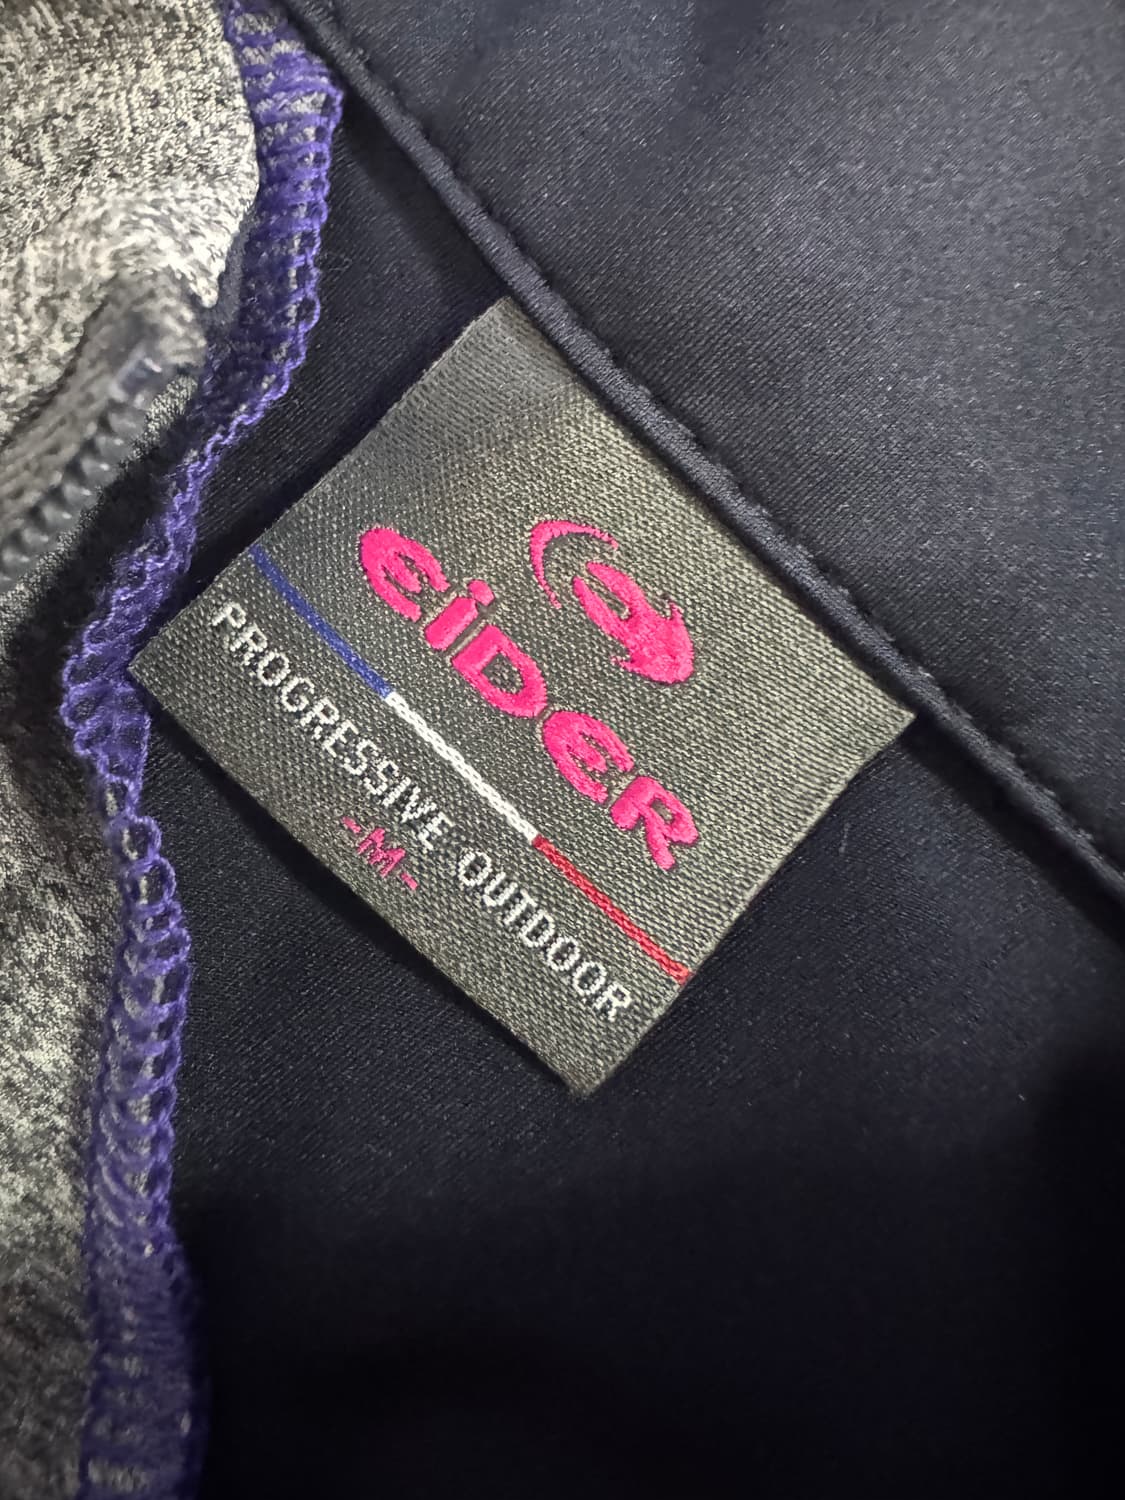 e
eiDER
PROGRESSIVE OUTDOOR
-M-